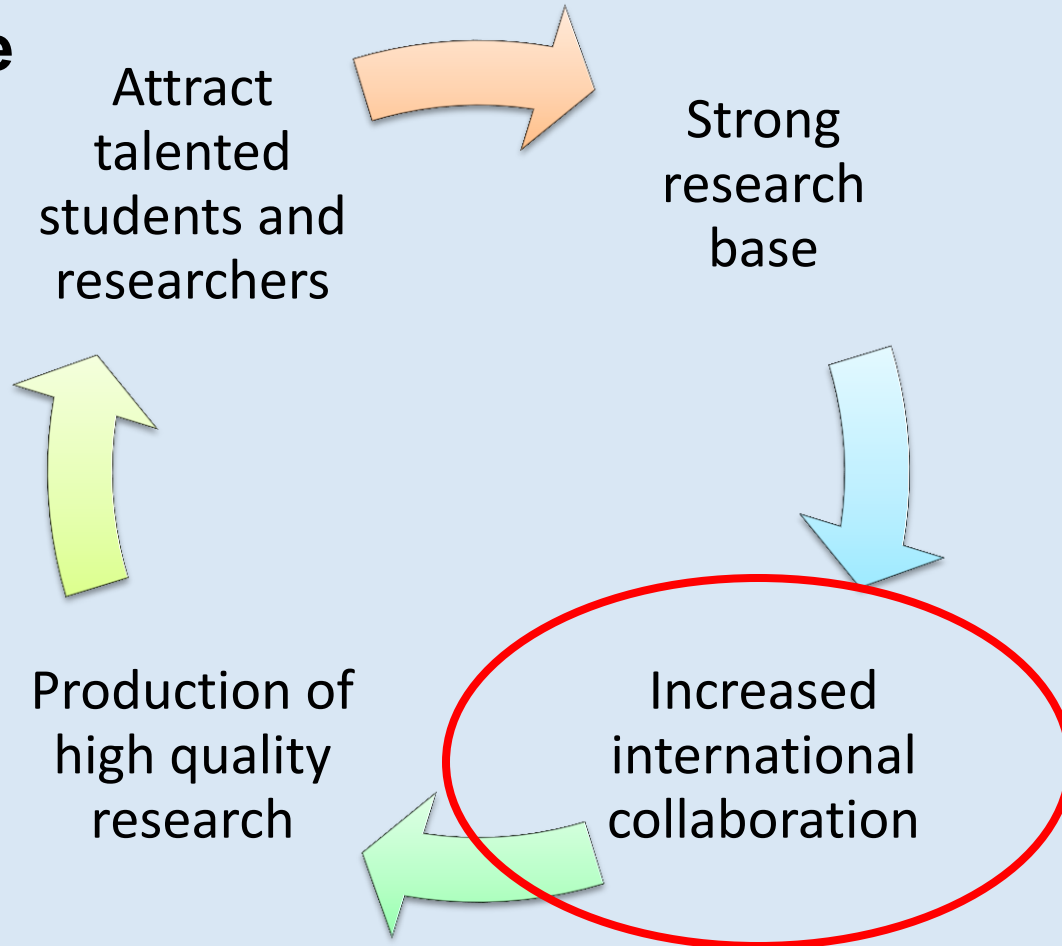 e
Attract
talented
students and
researchers
Strong
research
base
Increased
international
collaboration
Production of
high quality
research